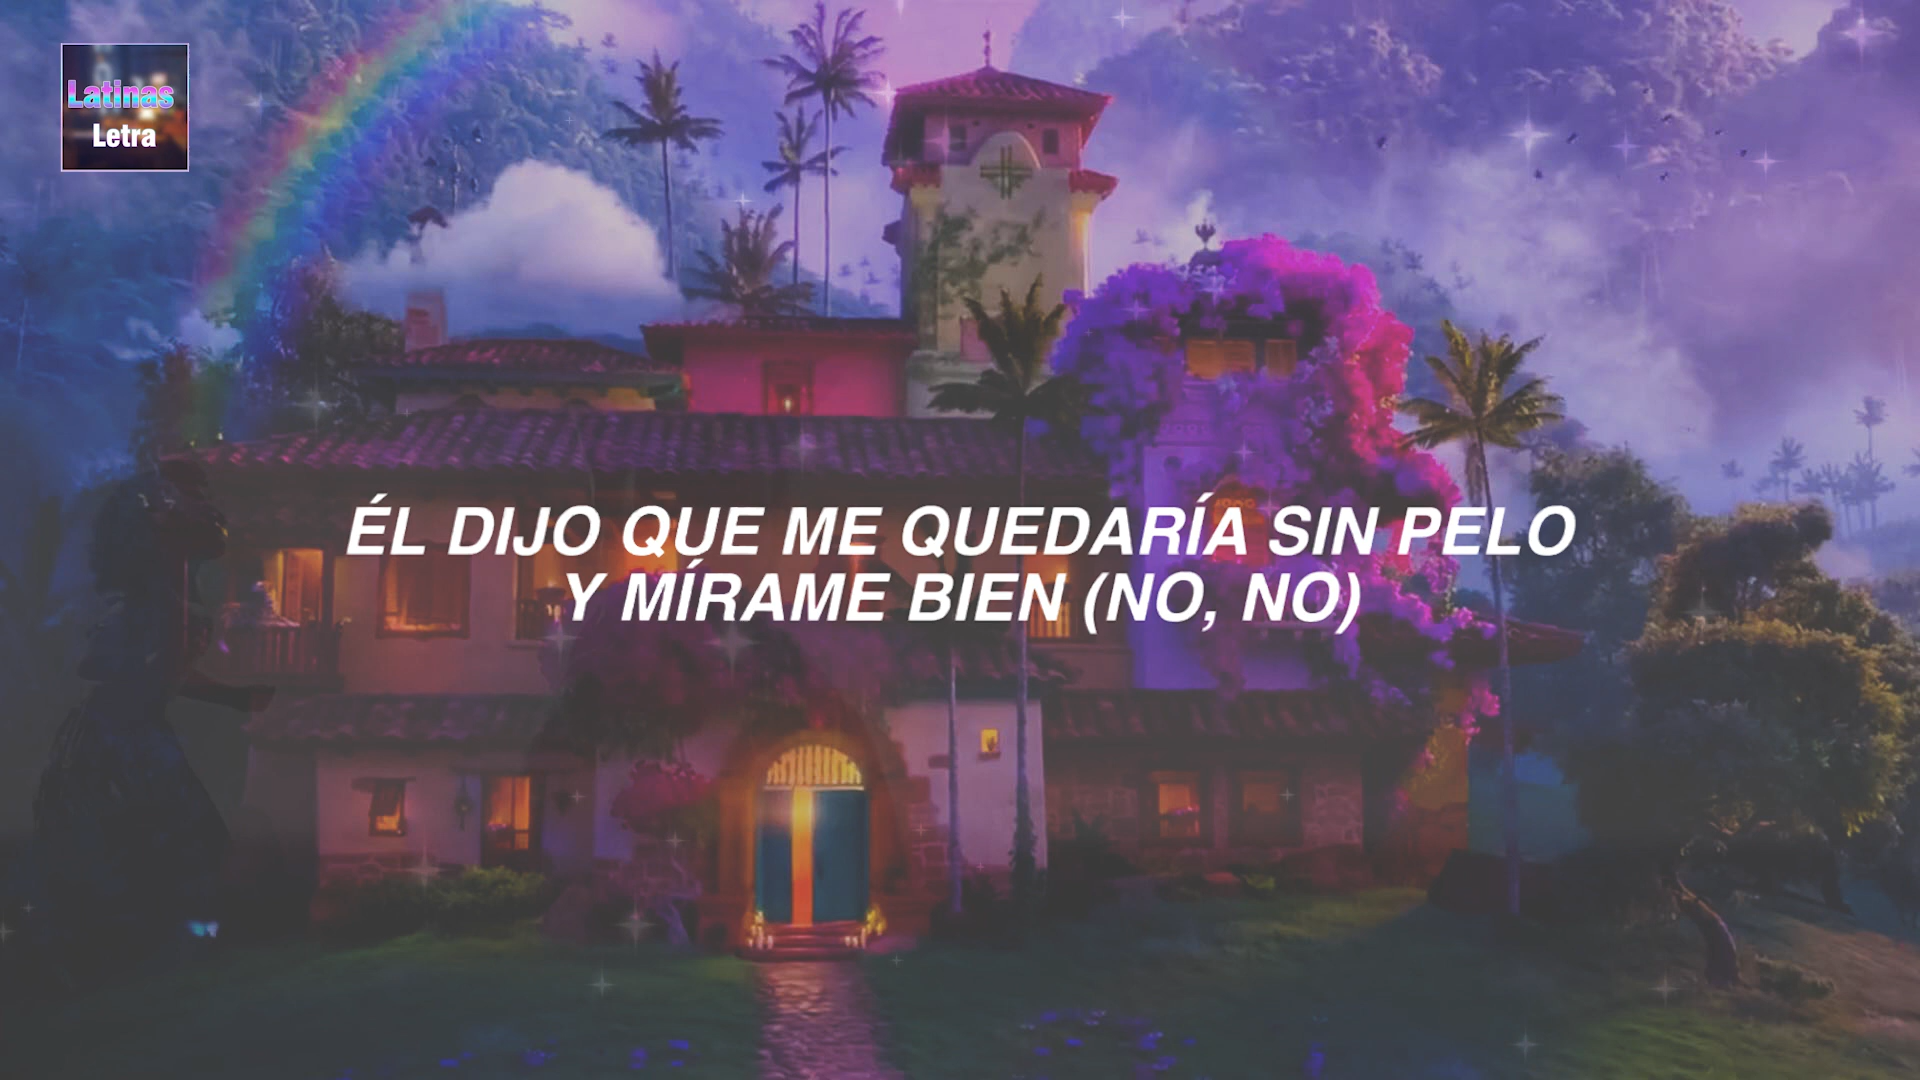 Latinas
Letra
ÉL DIJO QUE ME QUEDARÍA SIN PELO
Y MÍRAME BIEN (NO, NO)